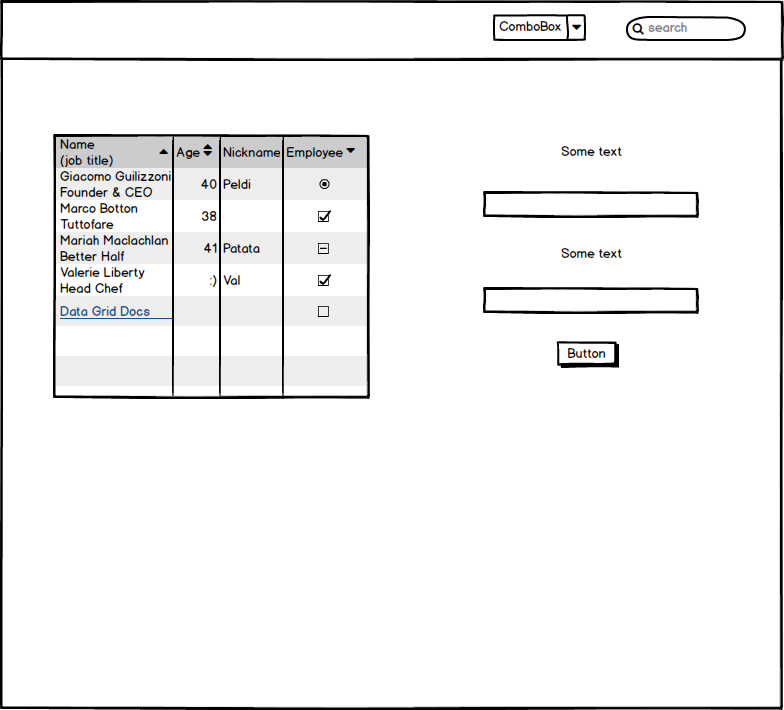 ComboBox
search
Name
(job title)
Age
Nickname
Employee
Giacomo Guilizzoni
Founder & CEO
40
Peldi
Marco Botton
Tuttofare
38
Mariah Maclachlan
Better Half
41
Patata
Valerie Liberty
Head Chef
:)
Val
Data Grid Docs
Some text
Some text
Button